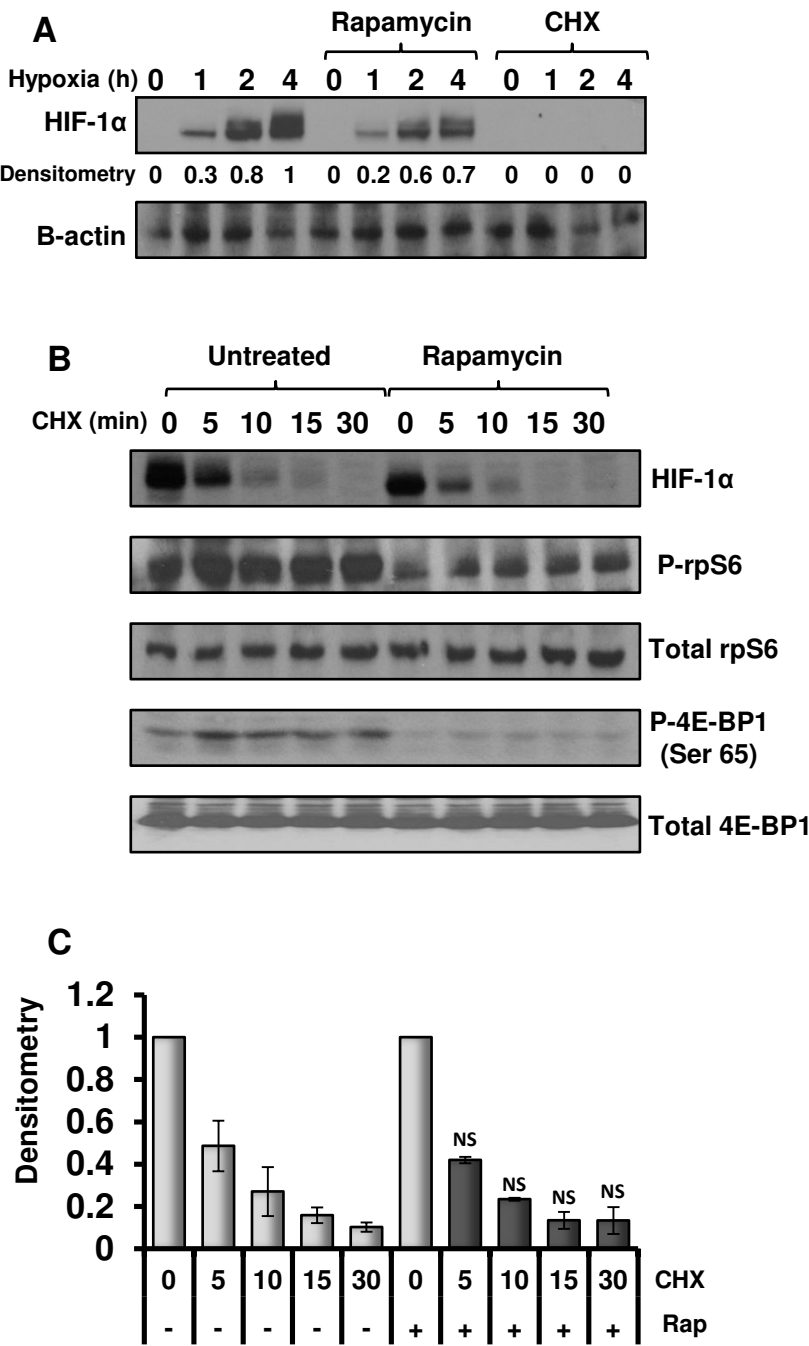 A
Rapamycin CHX
Hypoxia (h) 0 1 2 4 0 1 2 4 0 1 2 4
HIF-1α
Densitometry 0 0.3 0.8 1 0 0.2 0.6 0.7 0 0 0 0
B-actin
B
Untreated Rapamycin
CHX (min) 0 5 10 15 30 0 5 10 15 30
HIF-1α
P-rpS6
Total rpS6
P-4E-BP1
(Ser 65)
Total 4E-BP1
C
Densitometry
1.2
1
0.8
0.6
0.4
0.2
0
NS NS NS NS
0 5 10 15 30 0 5 10 15 30 CHX
- - - - - + + + + + Rap